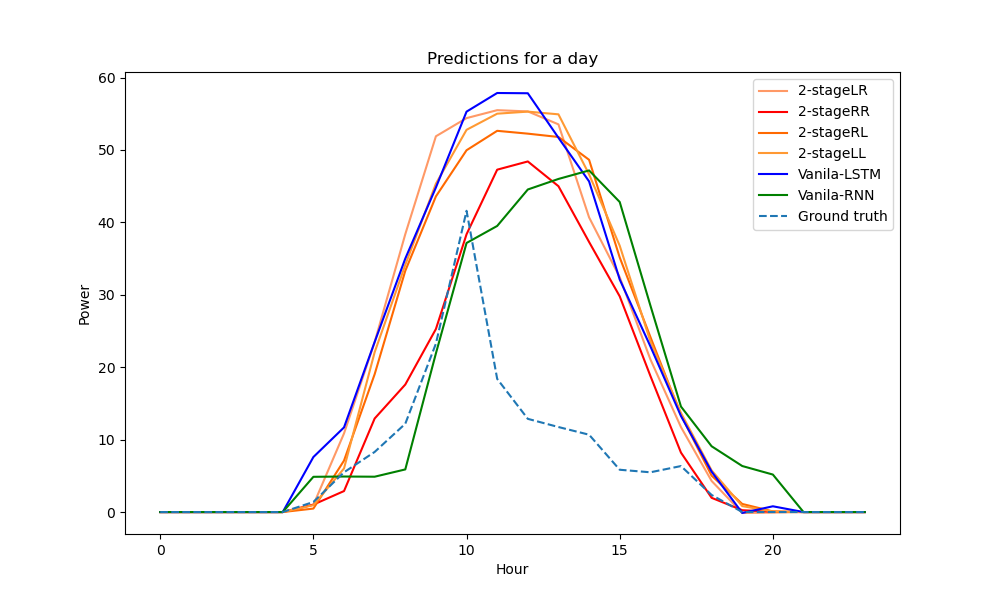 Predictions for a day
2-stageLR
2-stageRR
2-stageRL
2-stageLL
Vanila-LSTM
Vanila-RNN
Ground truth
60
50
40
30
20
10
0
Power
0 5 10 15 20
Hour